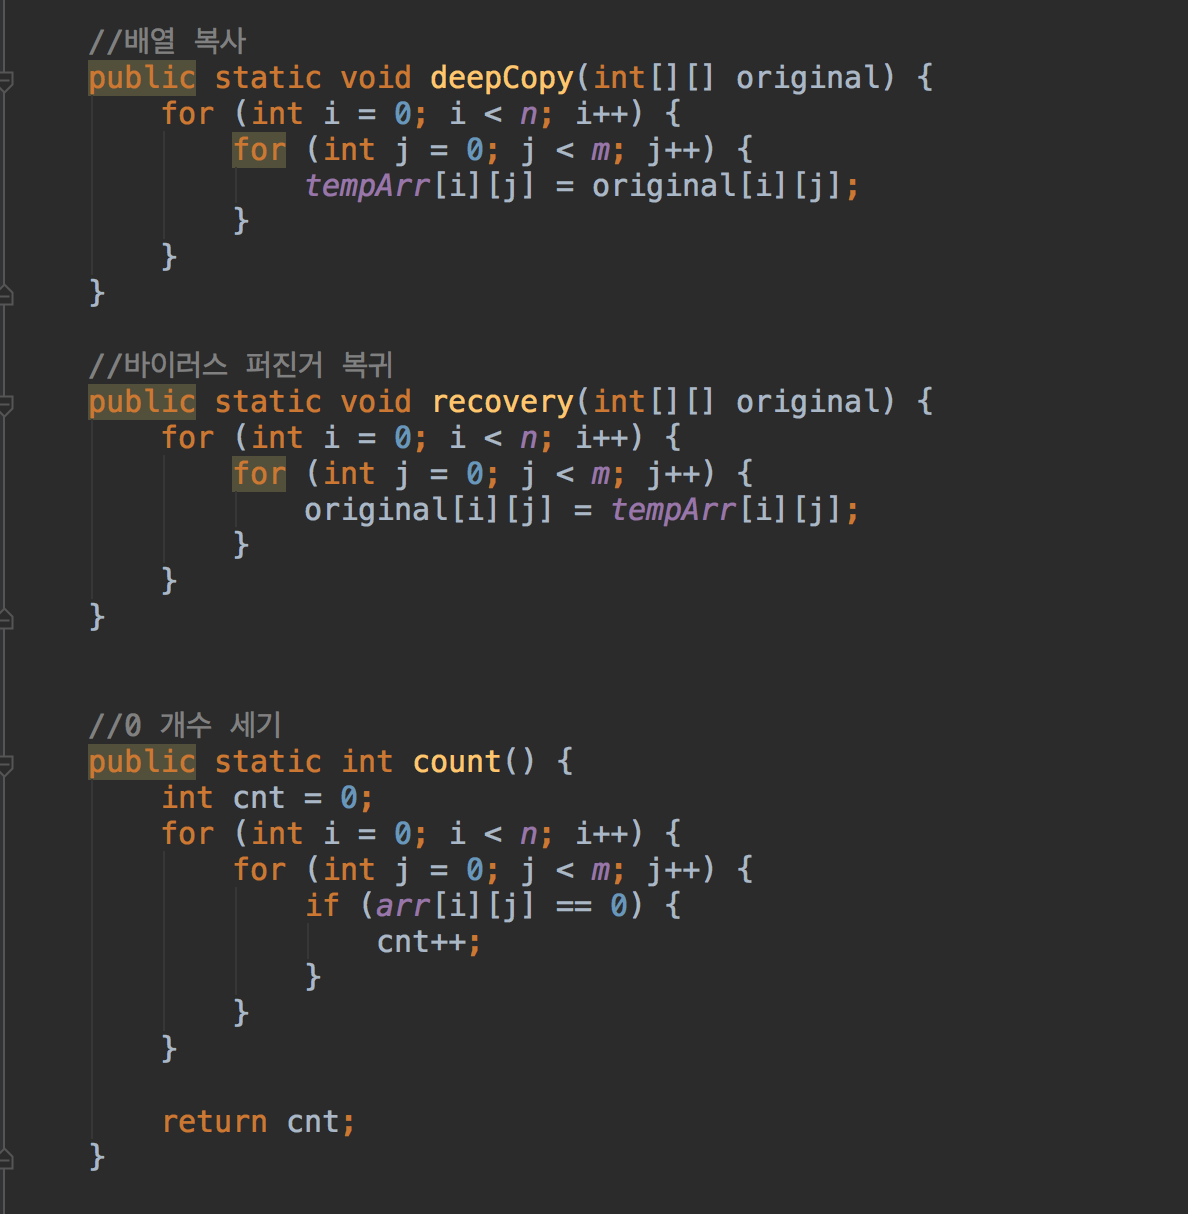 //배열 복사
public static void deepCopy(int[][] original) {
    for (int i = 0; i < n; i++) {
        for (int j = 0; j < m; j++) {
            tempArr[i][j] = original[i][j];
        }
    }
}

//바이러스 퍼진거 복귀
public static void recovery(int[][] original) {
    for (int i = 0; i < n; i++) {
        for (int j = 0; j < m; j++) {
            original[i][j] = tempArr[i][j];
        }
    }
}

//0 개수 세기
public static int count() {
    int cnt = 0;
    for (int i = 0; i < n; i++) {
        for (int j = 0; j < m; j++) {
            if (arr[i][j] == 0) {
                cnt++;
            }
        }
    }

    return cnt;
}